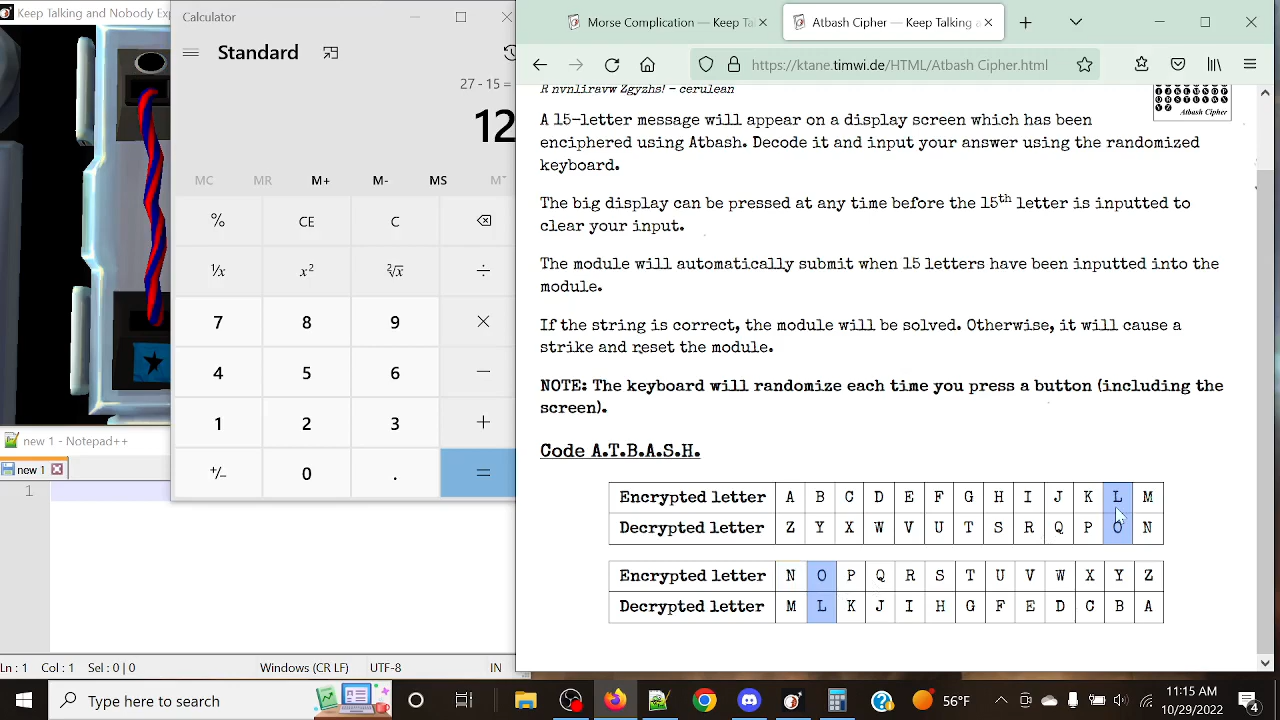 Keep Talking and Nobody Exp
Calculator
Standard
27 - 15 =
12
MC MR M+ M- MS
% CE C
¹/x x² ²√x ÷
7 8 9 ×
4 5 6 −
1 2 3 +
+/− 0 . =
new 1 - Notepad++
new 1
1
Ln : 1 Col : 1 Sel : 0 | 0 Windows (CR LF) UTF-8 IN
Morse Complication — Keep Ta
Atbash Cipher — Keep Talking a
https://ktane.timwi.de/HTML/Atbash Cipher.html
R nvnliravw Zgyzhs! – cerulean
Atbash Cipher
A 15-letter message will appear on a display screen which has been
enciphered using Atbash. Decode it and input your answer using the randomized
keyboard.
The big display can be pressed at any time before the 15th letter is inputted to
clear your input.
The module will automatically submit when 15 letters have been inputted into the
module.
If the string is correct, the module will be solved. Otherwise, it will cause a
strike and reset the module.
NOTE: The keyboard will randomize each time you press a button (including the
screen).
Code A.T.B.A.S.H.
Encrypted letter A B C D E F G H I J K L M
Decrypted letter Z Y X W V U T S R Q P O N
Encrypted letter N O P Q R S T U V W X Y Z
Decrypted letter M L K J I H G F E D C B A
Type here to search
58°F
11:15 AM
10/29/2022